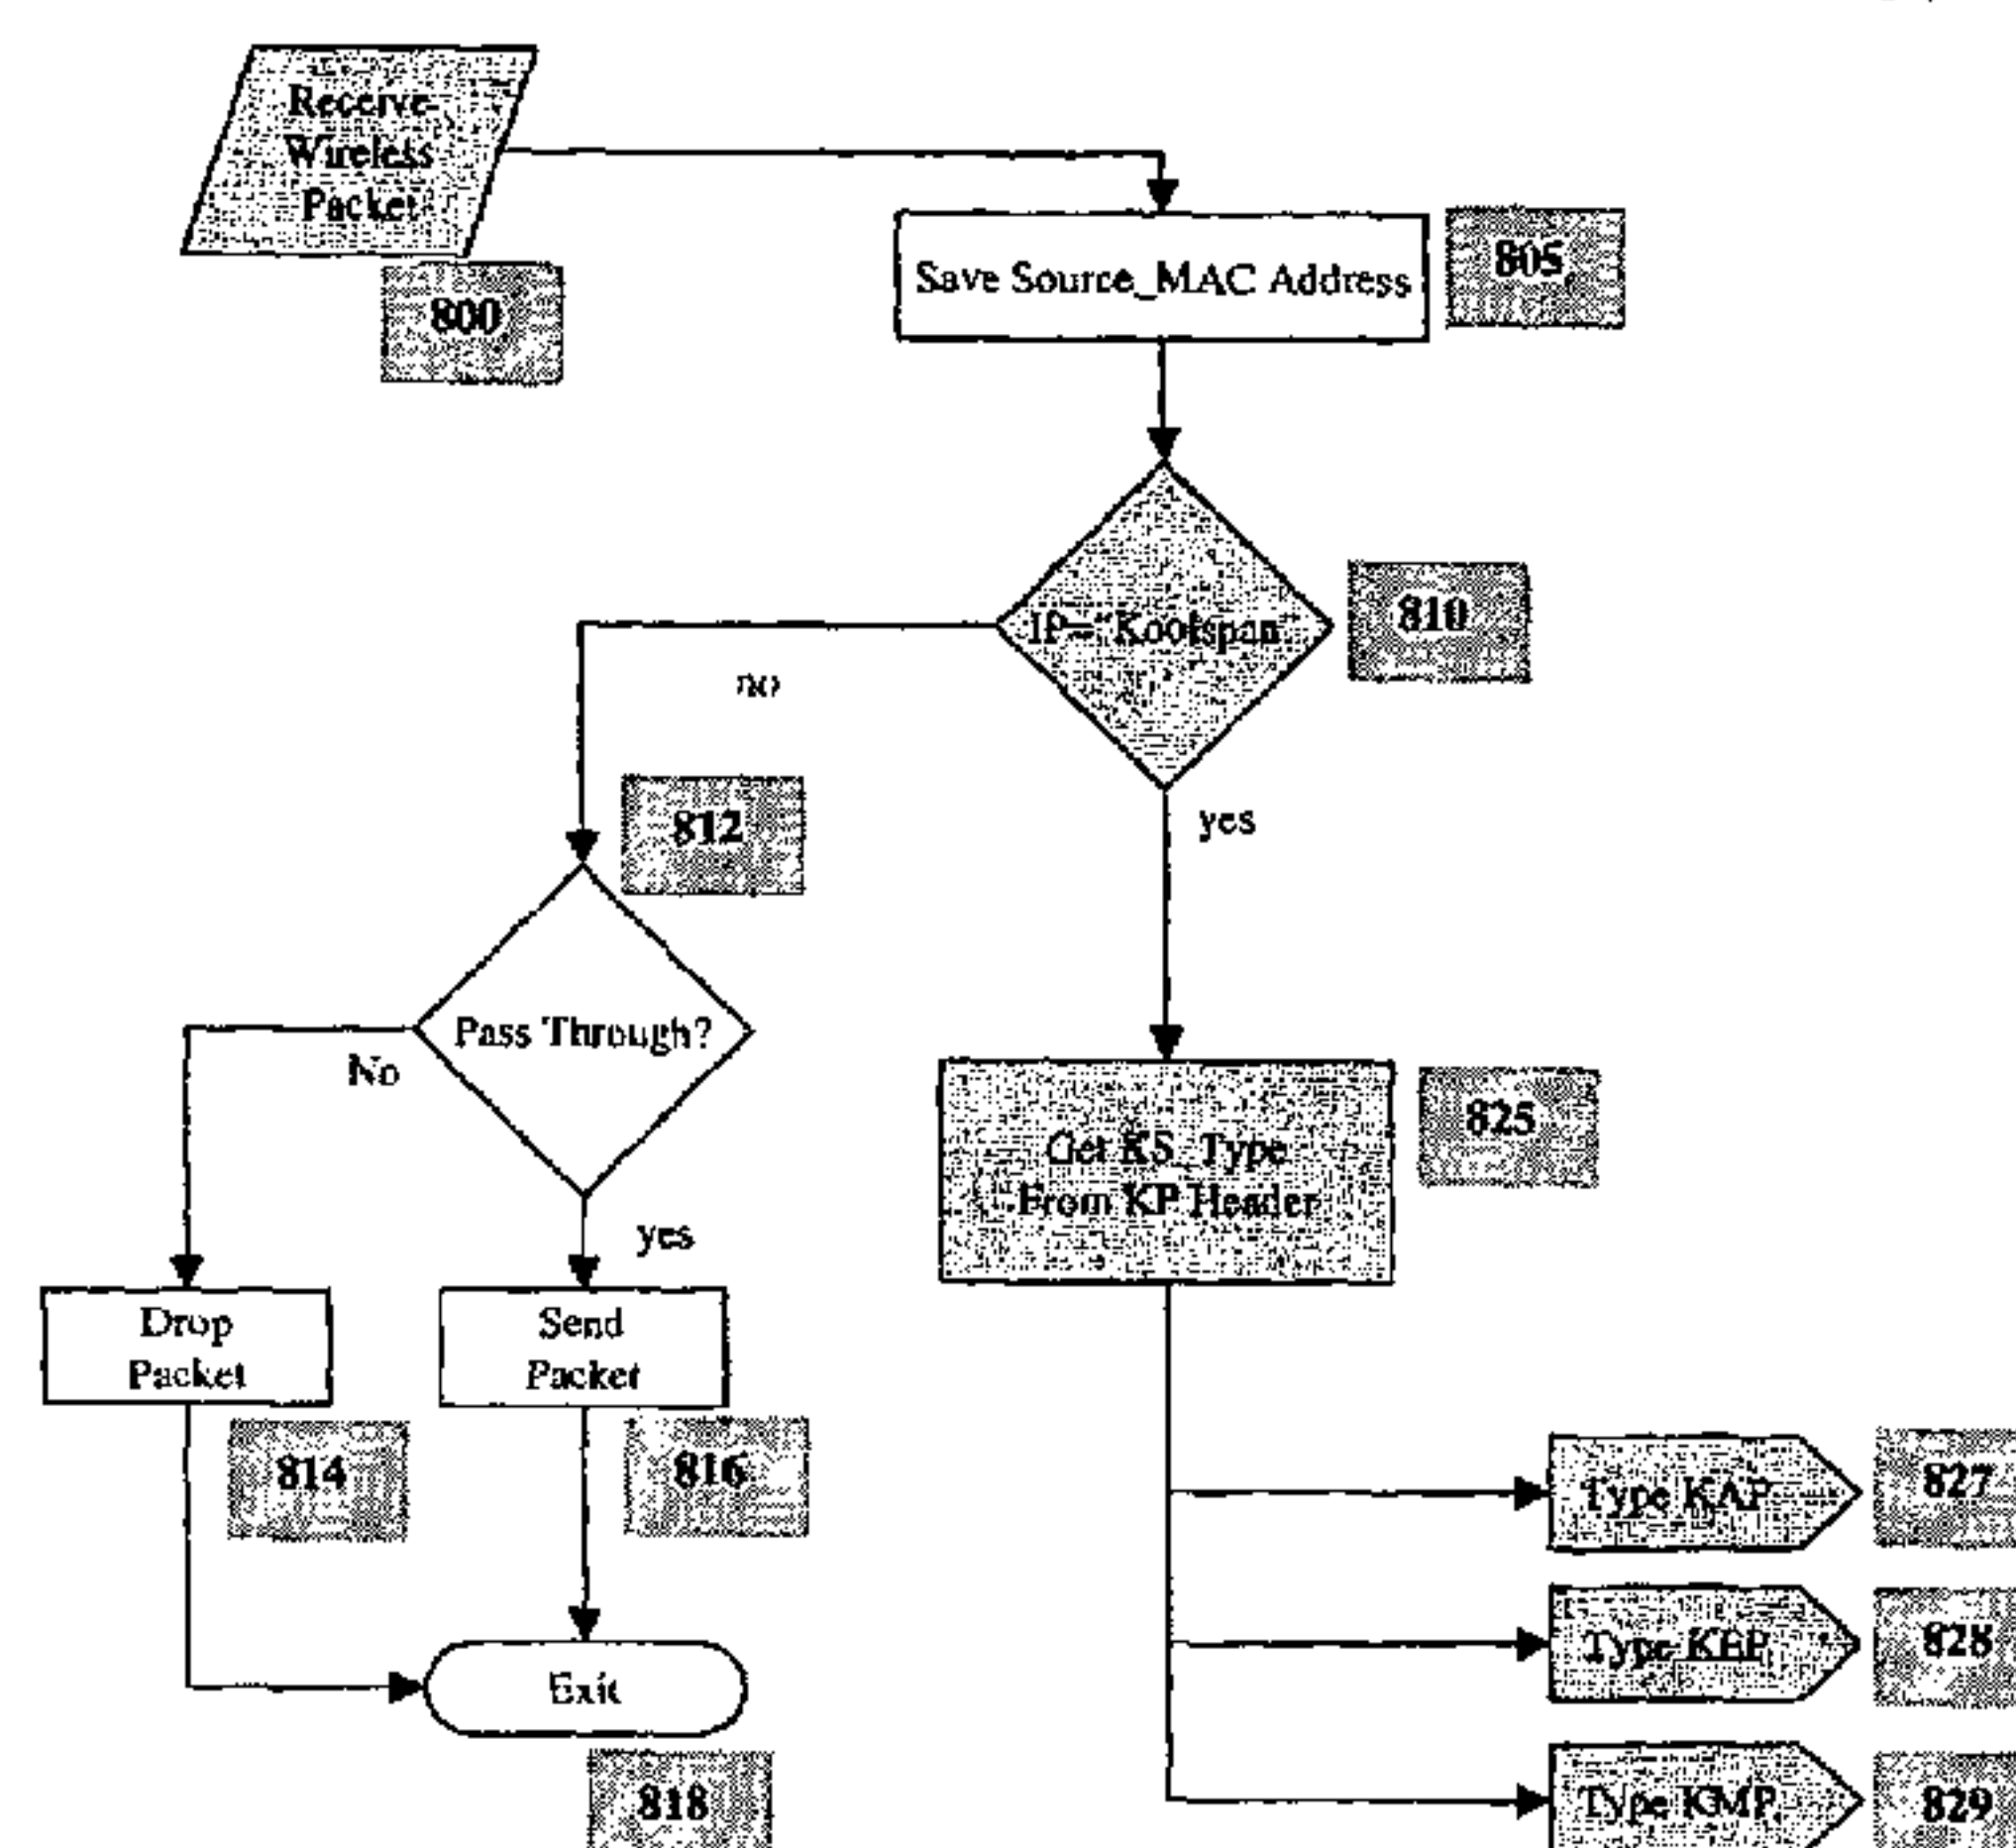 Receive
Wireless
Packet
800
Save Source_MAC Address
805
IP="Koolspan"
810
no
yes
812
Pass Through?
No
yes
Get KS_Type
From KP Header
825
Drop
Packet
814
Send
Packet
816
Type KAP
827
Type KEP
828
Exit
818
Type KMP
829